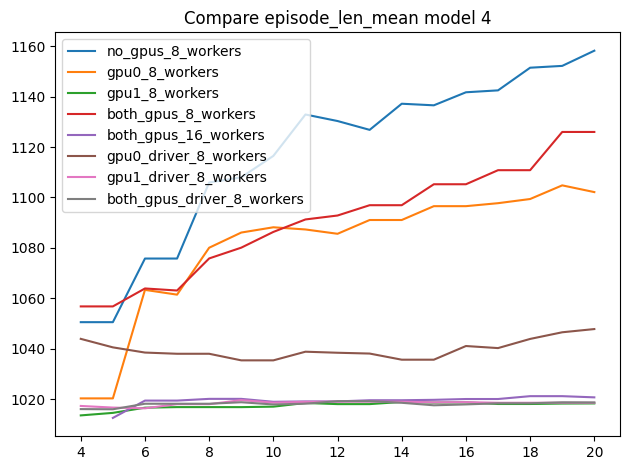 Compare episode_len_mean model 4
1160
1140
1120
1100
1080
1060
1040
1020
no_gpus_8_workers
gpu0_8_workers
gpu1_8_workers
both_gpus_8_workers
both_gpus_16_workers
gpu0_driver_8_workers
gpu1_driver_8_workers
both_gpus_driver_8_workers
4 6 8 10 12 14 16 18 20